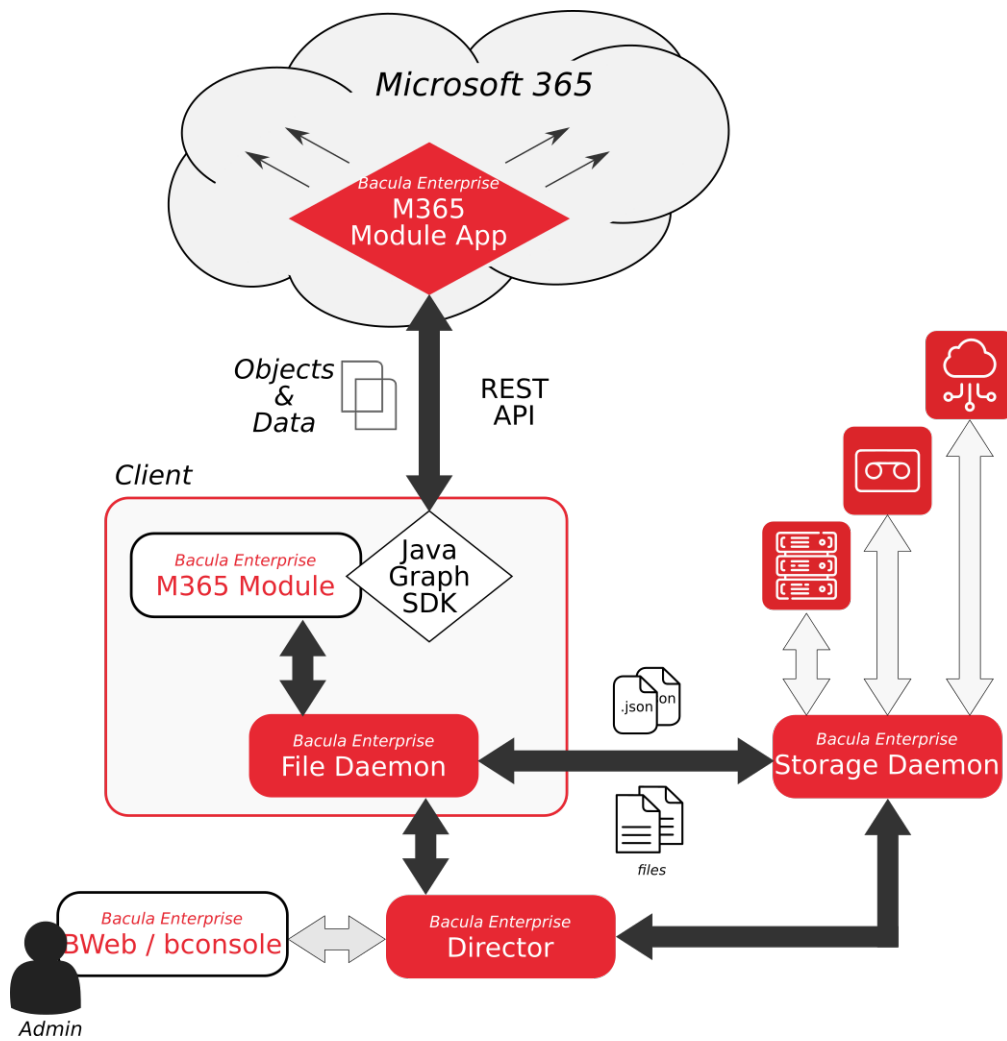 Microsoft 365
Bacula Enterprise
M365
Module App
Objects
&
Data
REST
API
Client
Bacula Enterprise
M365 Module
Java
Graph
SDK
.json
on
Bacula Enterprise
File Daemon
Bacula Enterprise
Storage Daemon
files
Bacula Enterprise
BWeb / bconsole
Bacula Enterprise
Director
Admin